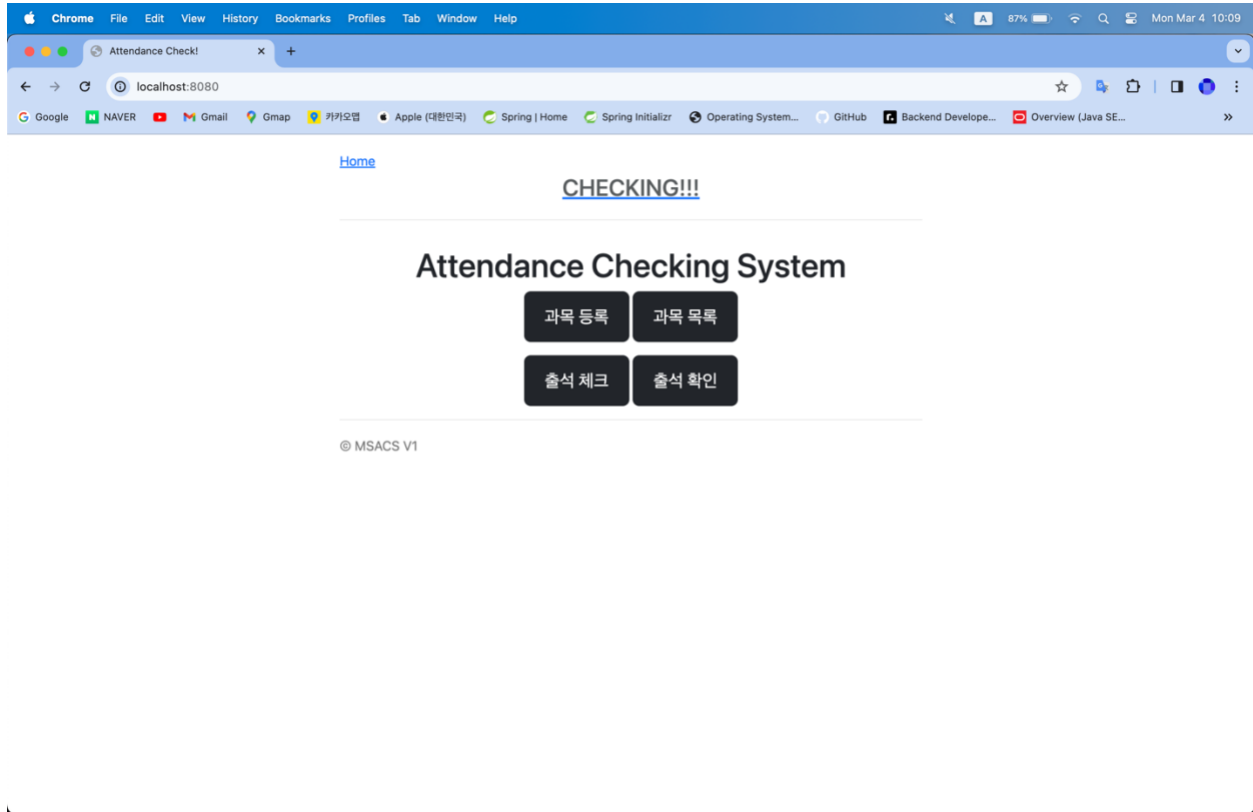 Chrome File Edit View History Bookmarks Profiles Tab Window Help A 87% Mon Mar 4 10:09
Attendance Check!
localhost:8080
Google NAVER Gmail Gmap 카카오맵 Apple (대한민국) Spring | Home Spring Initializr Operating System... GitHub Backend Develope... Overview (Java SE...
Home
CHECKING!!!
Attendance Checking System
과목 등록 과목 목록
출석 체크 출석 확인
© MSACS V1